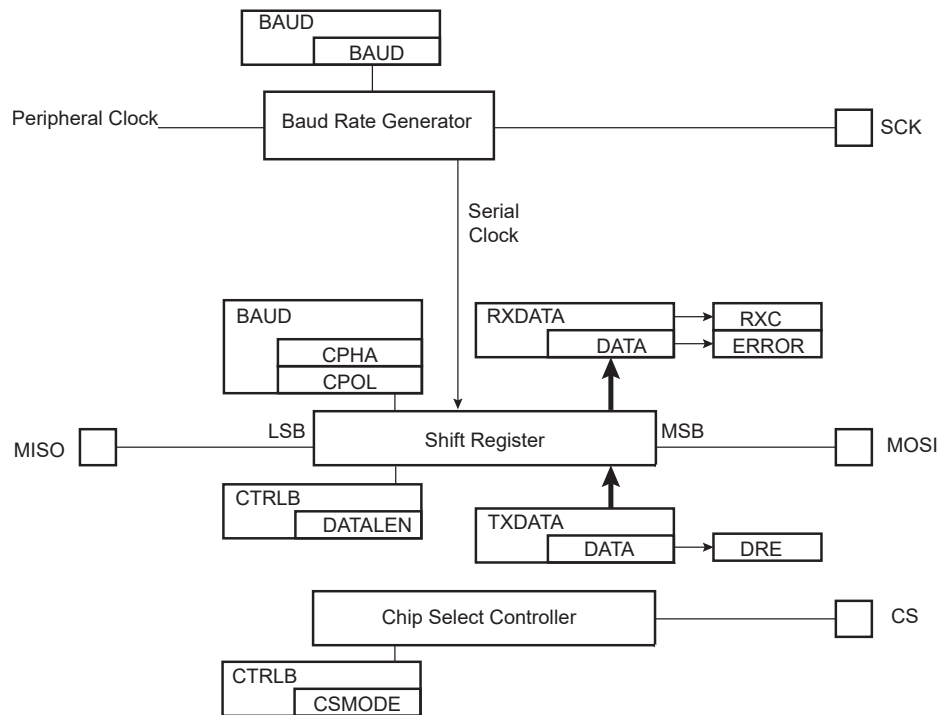 BAUD
BAUD
Peripheral Clock
Baud Rate Generator
SCK
Serial
Clock
BAUD
CPHA
CPOL
RXDATA
DATA
RXC
ERROR
MISO
LSB
Shift Register
MSB
MOSI
CTRLB
DATALEN
TXDATA
DATA
DRE
Chip Select Controller
CS
CTRLB
CSMODE